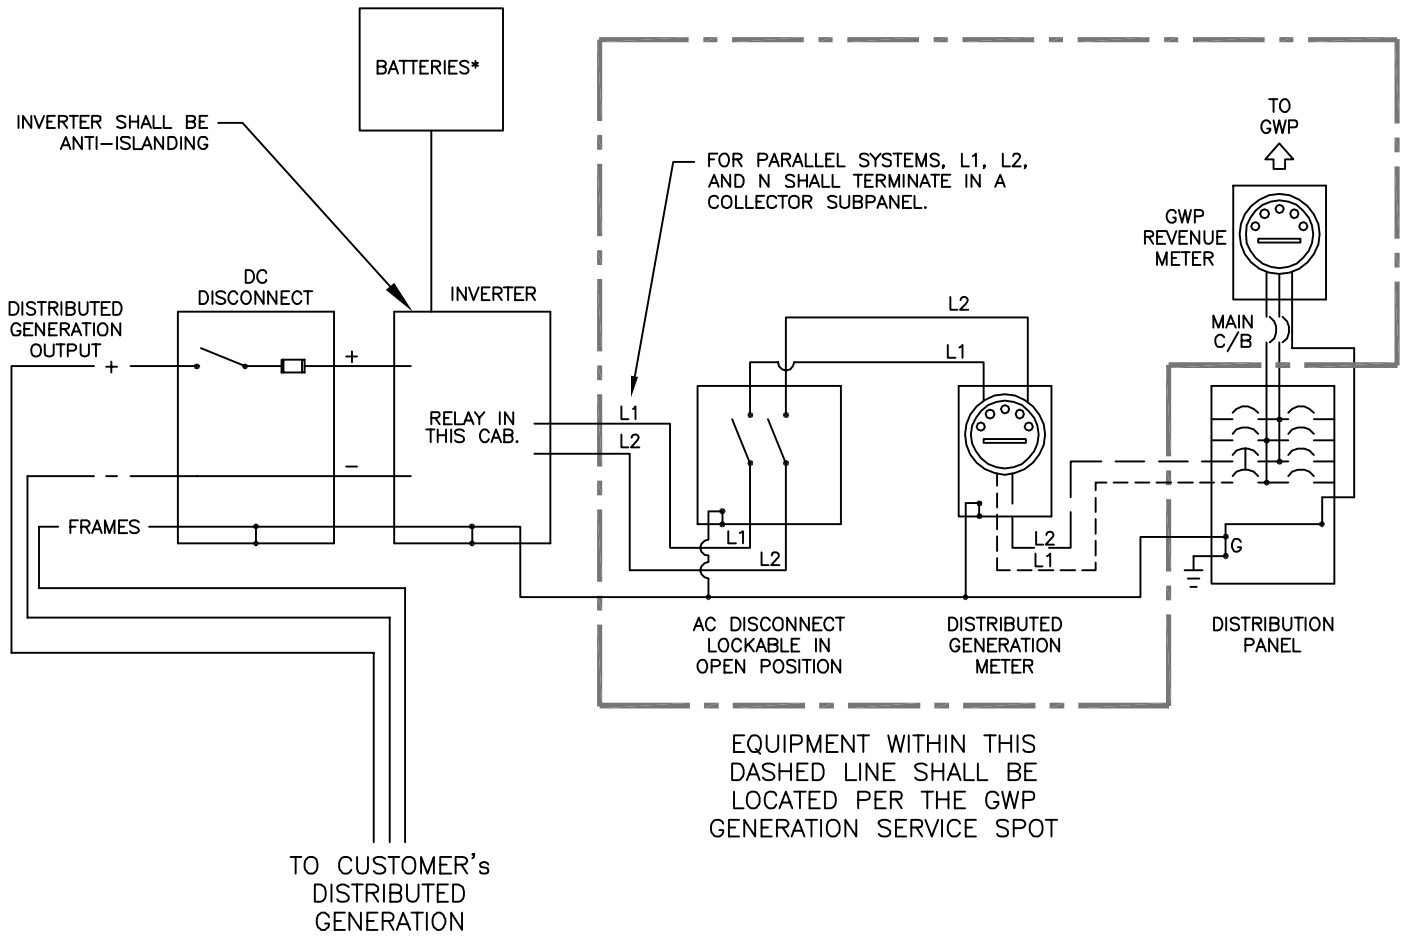 BATTERIES*
INVERTER SHALL BE
ANTI-ISLANDING
FOR PARALLEL SYSTEMS, L1, L2,
AND N SHALL TERMINATE IN A
COLLECTOR SUBPANEL.
TO
GWP
GWP
REVENUE
METER
DC
DISCONNECT
INVERTER
DISTRIBUTED
GENERATION
OUTPUT
+
+
MAIN
C/B
L2
L1
RELAY IN
THIS CAB.
L1
L2
-
-
FRAMES
L1
L2
L2
L1
G
AC DISCONNECT
LOCKABLE IN
OPEN POSITION
DISTRIBUTED
GENERATION
METER
DISTRIBUTION
PANEL
EQUIPMENT WITHIN THIS
DASHED LINE SHALL BE
LOCATED PER THE GWP
GENERATION SERVICE SPOT
TO CUSTOMER's
DISTRIBUTED
GENERATION